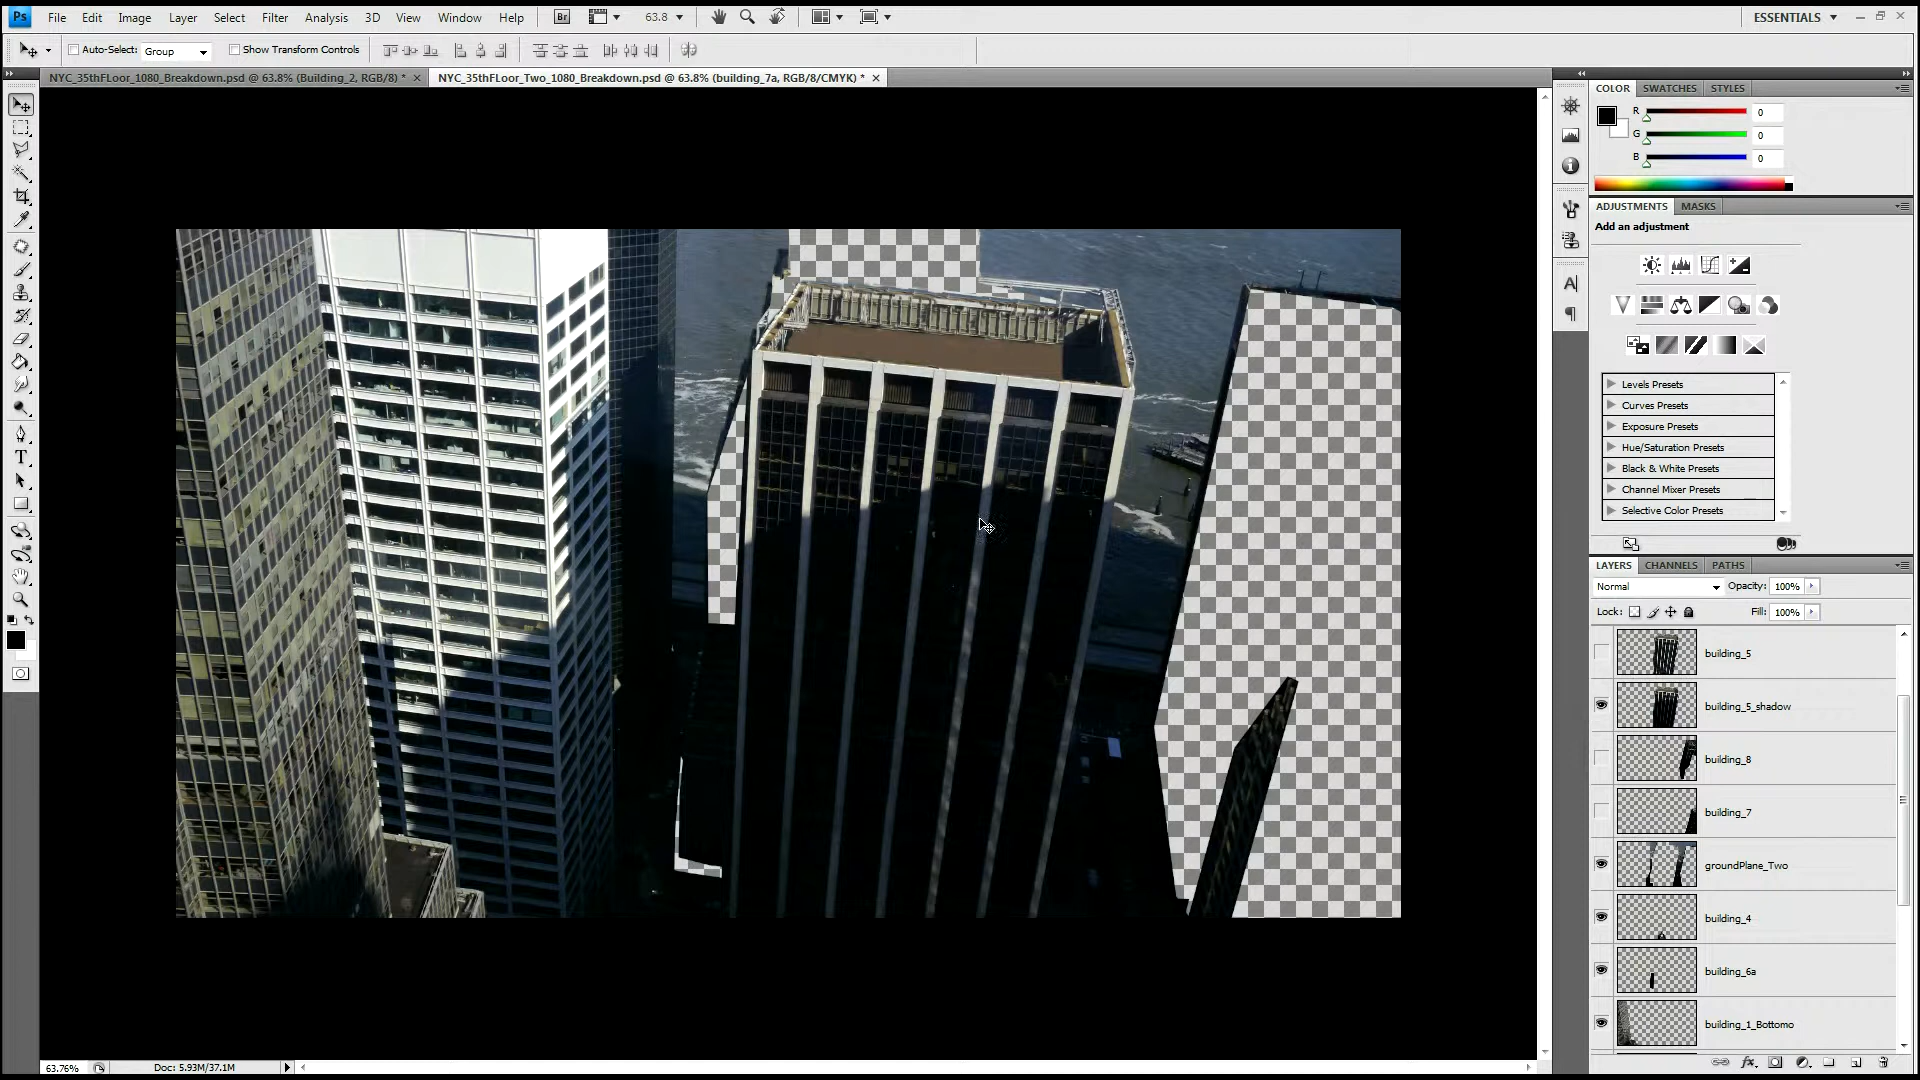 Ps File Edit Image Layer Select Filter Analysis 3D View Window Help Br 63.8 ESSENTIALS
Auto-Select: Group Show Transform Controls
NYC_35thFLoor_1080_Breakdown.psd @ 63.8% (Building_2, RGB/8) * NYC_35thFLoor_Two_1080_Breakdown.psd @ 63.8% (building_7a, RGB/8/CMYK) *
COLOR SWATCHES STYLES
R 0
G 0
B 0
ADJUSTMENTS MASKS
Add an adjustment
Levels Presets
Curves Presets
Exposure Presets
Hue/Saturation Presets
Black & White Presets
Channel Mixer Presets
Selective Color Presets
LAYERS CHANNELS PATHS
Normal Opacity: 100%
Lock: Fill: 100%
building_5
building_5_shadow
building_8
building_7
groundPlane_Two
building_4
building_6a
building_1_Bottomo
63.76% Doc: 5.93M/37.1M